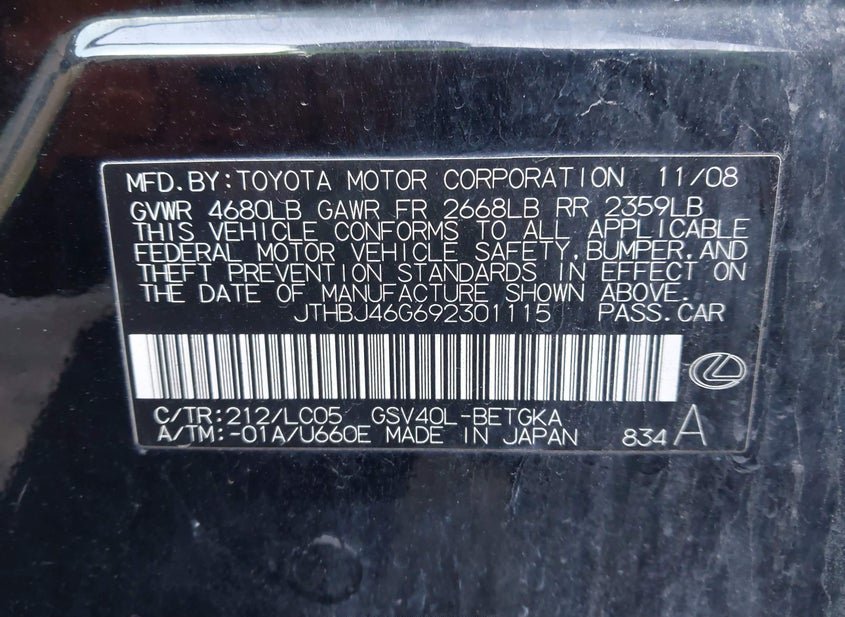 MFD.BY:TOYOTA MOTOR CORPORATION 11/08
GVWR 4680LB GAWR FR 2668LB RR 2359LB
THIS VEHICLE CONFORMS TO ALL APPLICABLE
FEDERAL MOTOR VEHICLE SAFETY,BUMPER,AND
THEFT PREVENTION STANDARDS IN EFFECT ON
THE DATE OF MANUFACTURE SHOWN ABOVE.
JTHBJ46G692301115 PASS.CAR
C/TR:212/LC05 GSV40L-BETGKA
A/TM:-01A/U660E MADE IN JAPAN 834 A